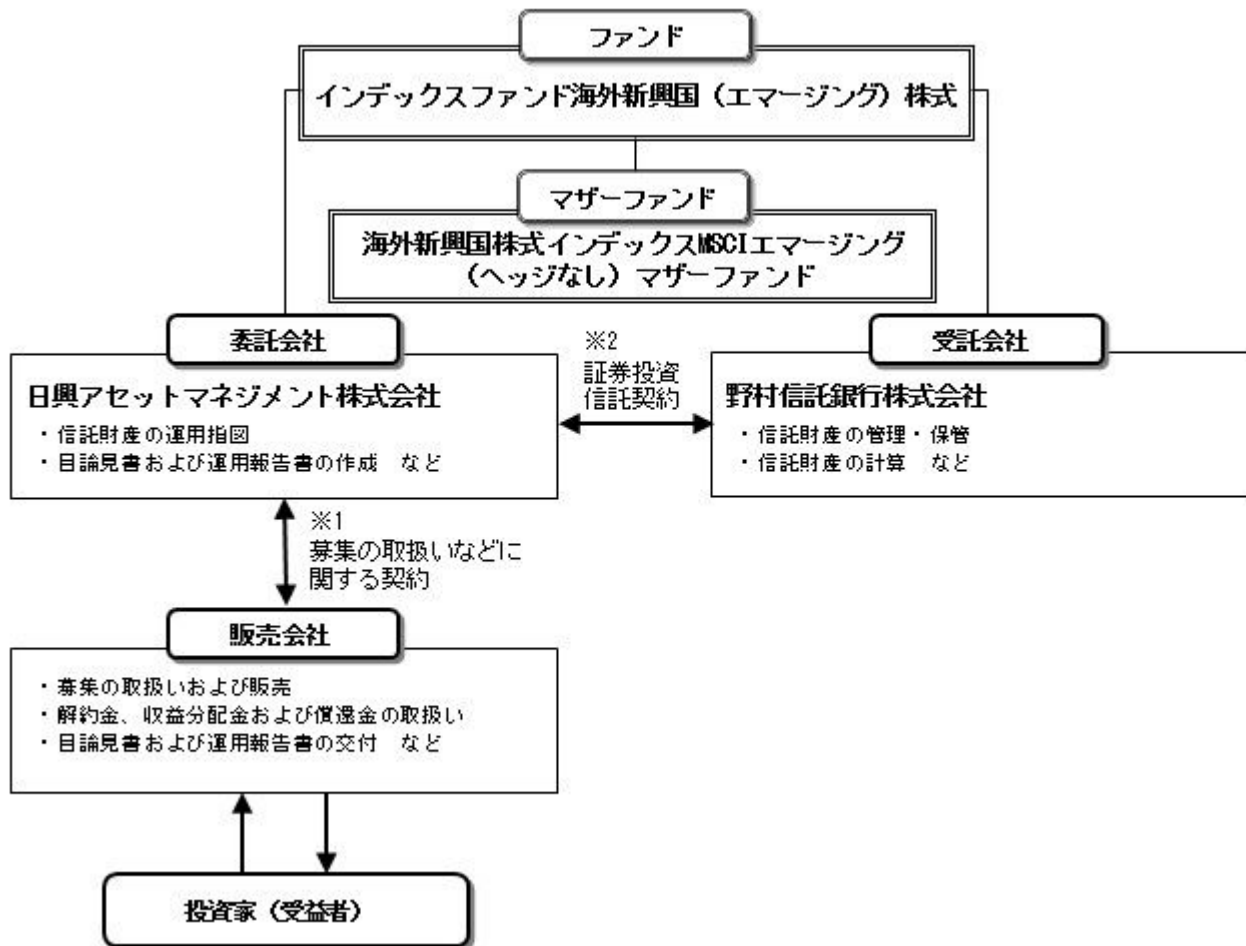 ファンド
インデックスファンド海外新興国（エマージング）株式
マザーファンド
海外新興国株式インデックスMSCIエマージング
（ヘッジなし）マザーファンド
委託会社
日興アセットマネジメント株式会社
・信託財産の運用指図
・目論見書および運用報告書の作成　など
※2
証券投資
信託契約
受託会社
野村信託銀行株式会社
・信託財産の管理・保管
・信託財産の計算　など
※1
募集の取扱いなどに
関する契約
販売会社
・募集の取扱いおよび販売
・解約金、収益分配金および償還金の取扱い
・目論見書および運用報告書の交付　など
投資家（受益者）